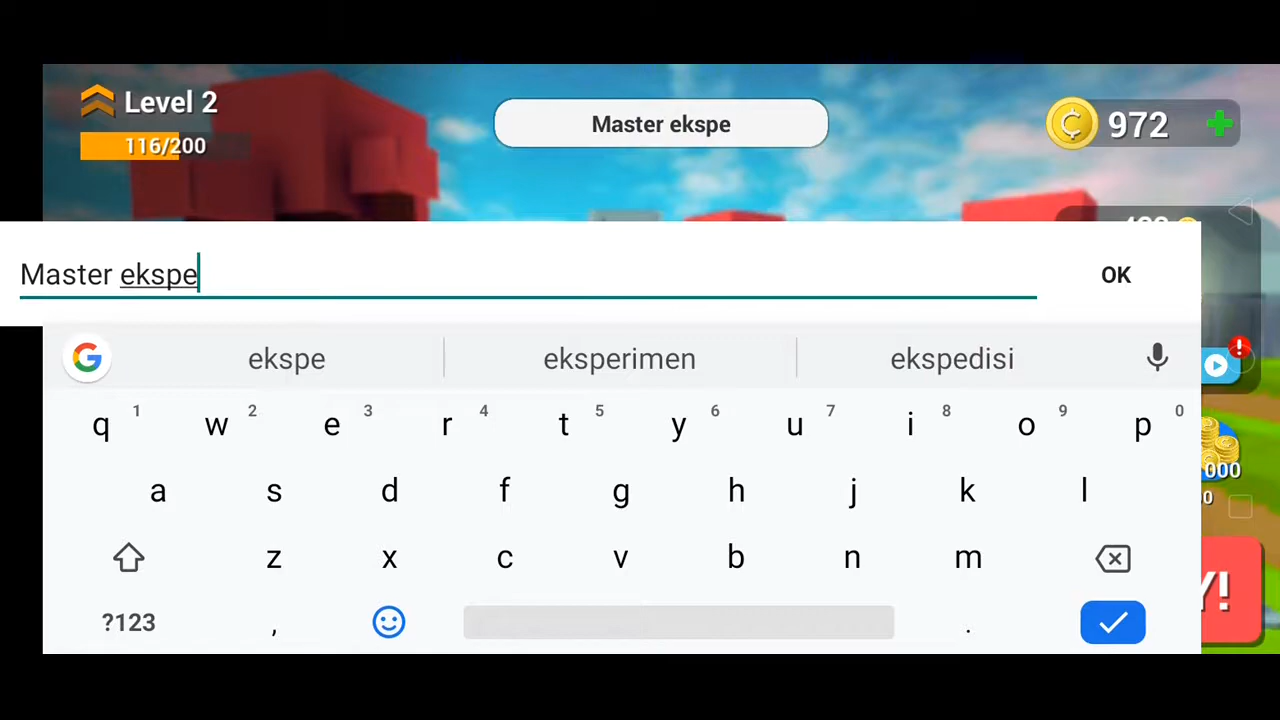 Level 2
116/200
Master ekspe
972
Master ekspe
OK
ekspe eksperimen ekspedisi
1 2 3 4 5 6 7 8 9 0
q w e r t y u i o p
a s d f g h j k l
000
z x c v b n m
Y!
?123 , .